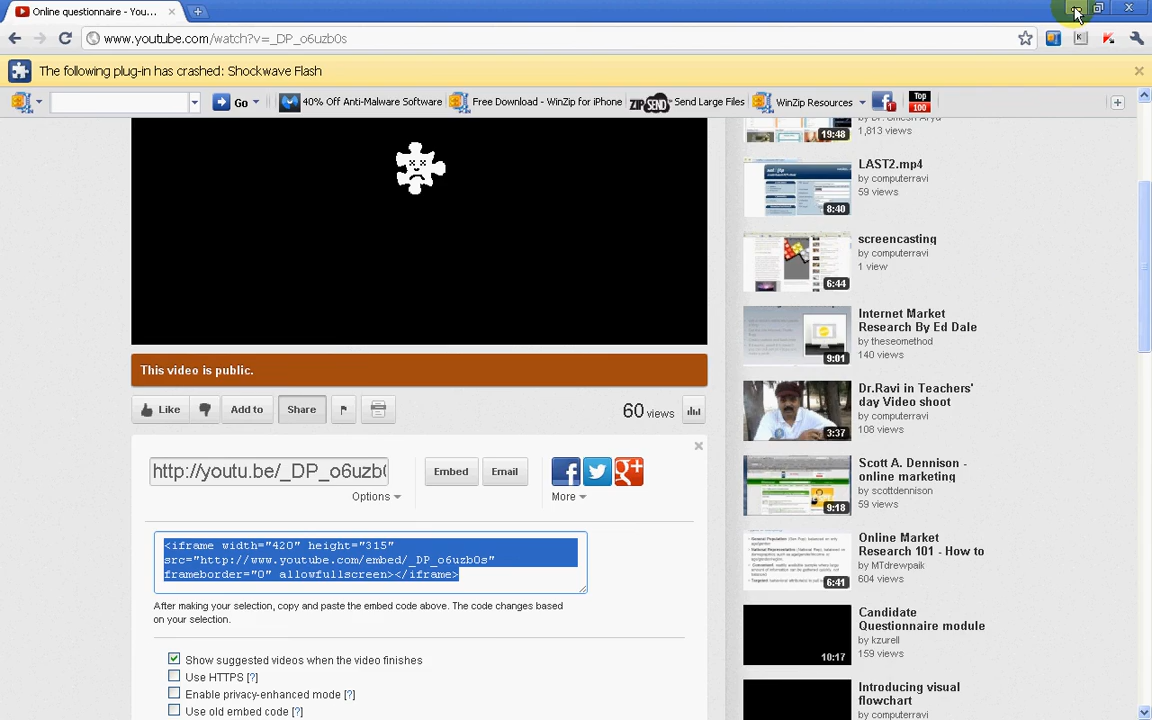 Online questionnaire - You...
www.youtube.com/watch?v=_DP_o6uzb0s
K
The following plug-in has crashed: Shockwave Flash
Go
40% Off Anti-Malware Software
Free Download - WinZip for iPhone
ZIP SEND
Send Large Files
WinZip Resources
1
Top
100
This video is public.
Like
Add to
Share
60 views
http://youtu.be/_DP_o6uzb0
Embed
Email
Options
More
<iframe width="420" height="315"
src="http://www.youtube.com/embed/_DP_o6uzb0s"
frameborder="0" allowfullscreen></iframe>
After making your selection, copy and paste the embed code above. The code changes based
on your selection.
Show suggested videos when the video finishes
Use HTTPS [?]
Enable privacy-enhanced mode [?]
Use old embed code [?]
19:48
1,813 views
LAST2.mp4
by computerravi
59 views
8:40
screencasting
by computerravi
1 view
6:44
Internet Market
Research By Ed Dale
by theseomethod
140 views
9:01
Dr.Ravi in Teachers'
day Video shoot
by computerravi
108 views
3:37
Scott A. Dennison -
online marketing
by scottdennison
59 views
9:18
Online Market
Research 101 - How to
by MTdrewpaik
604 views
6:41
Candidate
Questionnaire module
by kzurell
159 views
10:17
Introducing visual
flowchart
by computerravi